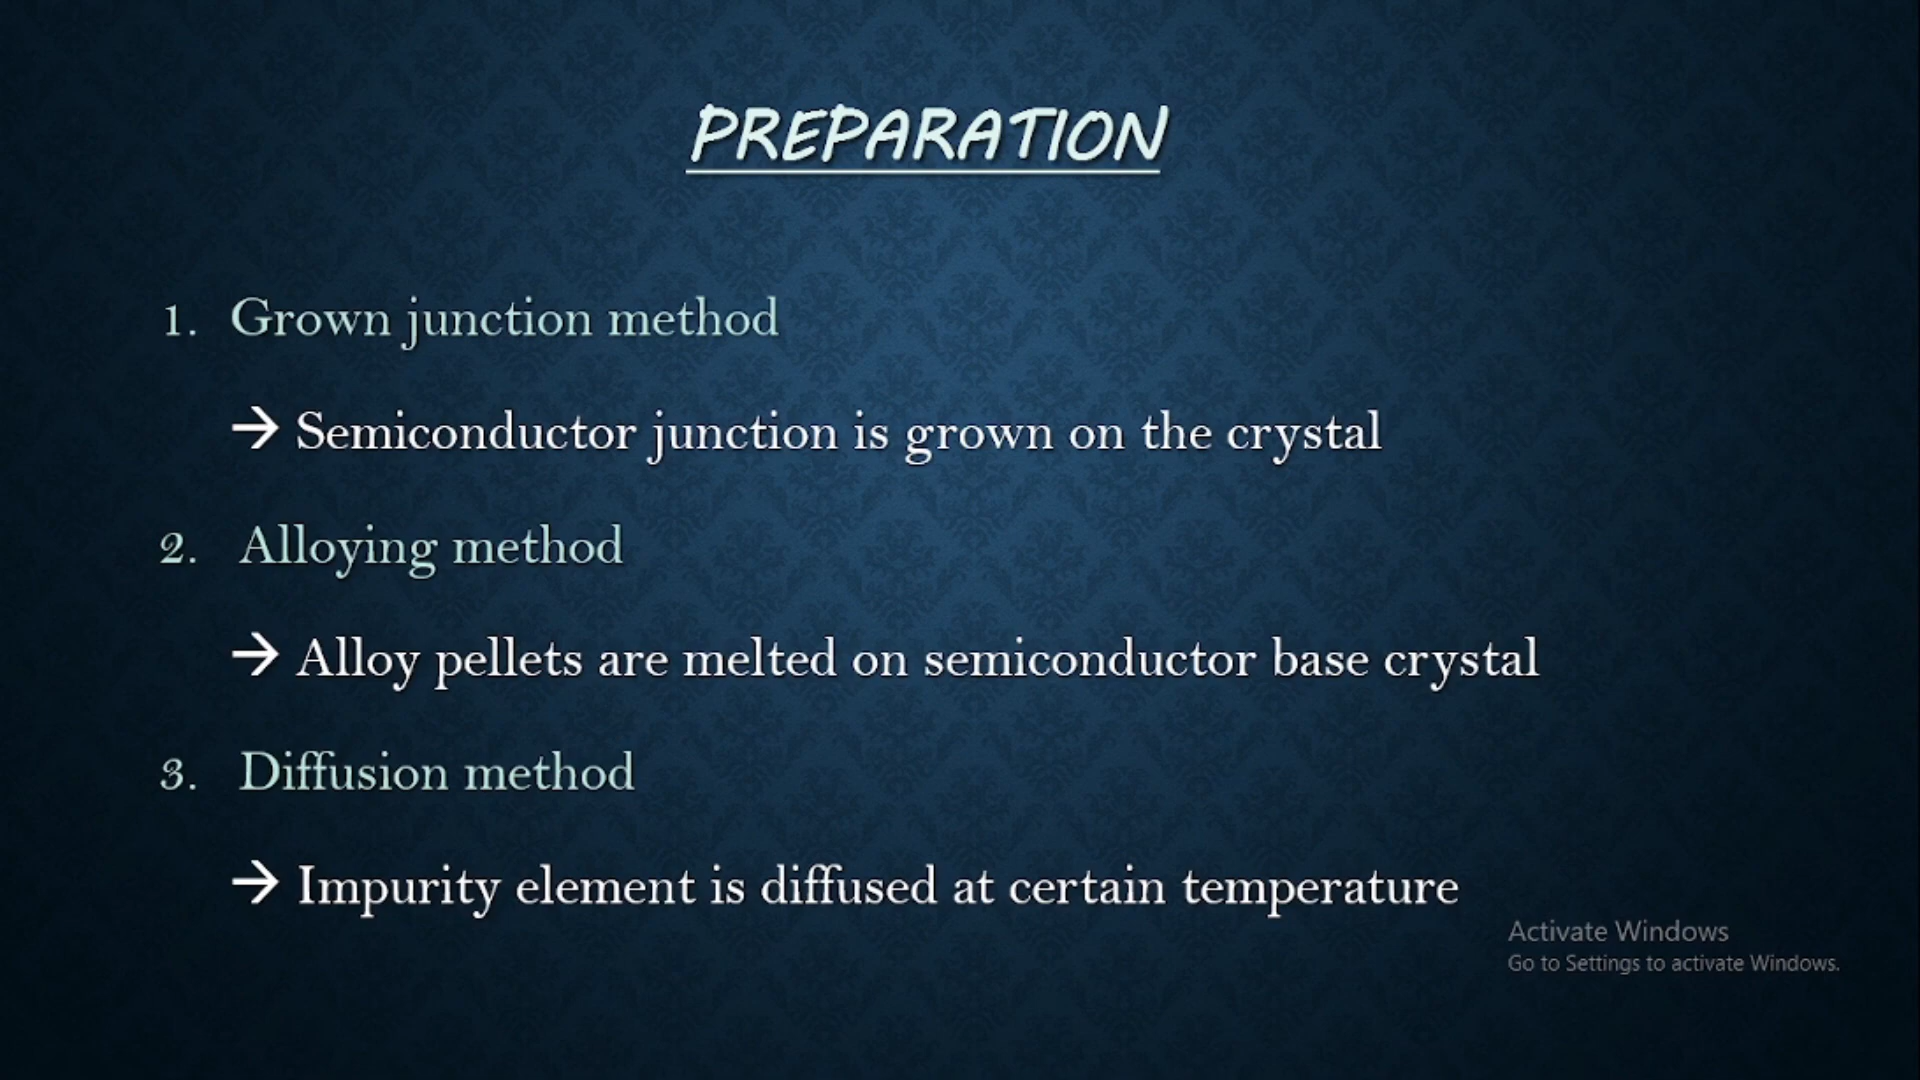 PREPARATION
1. Grown junction method
→ Semiconductor junction is grown on the crystal
2. Alloying method
→ Alloy pellets are melted on semiconductor base crystal
3. Diffusion method
→ Impurity element is diffused at certain temperature
Activate Windows
Go to Settings to activate Windows.